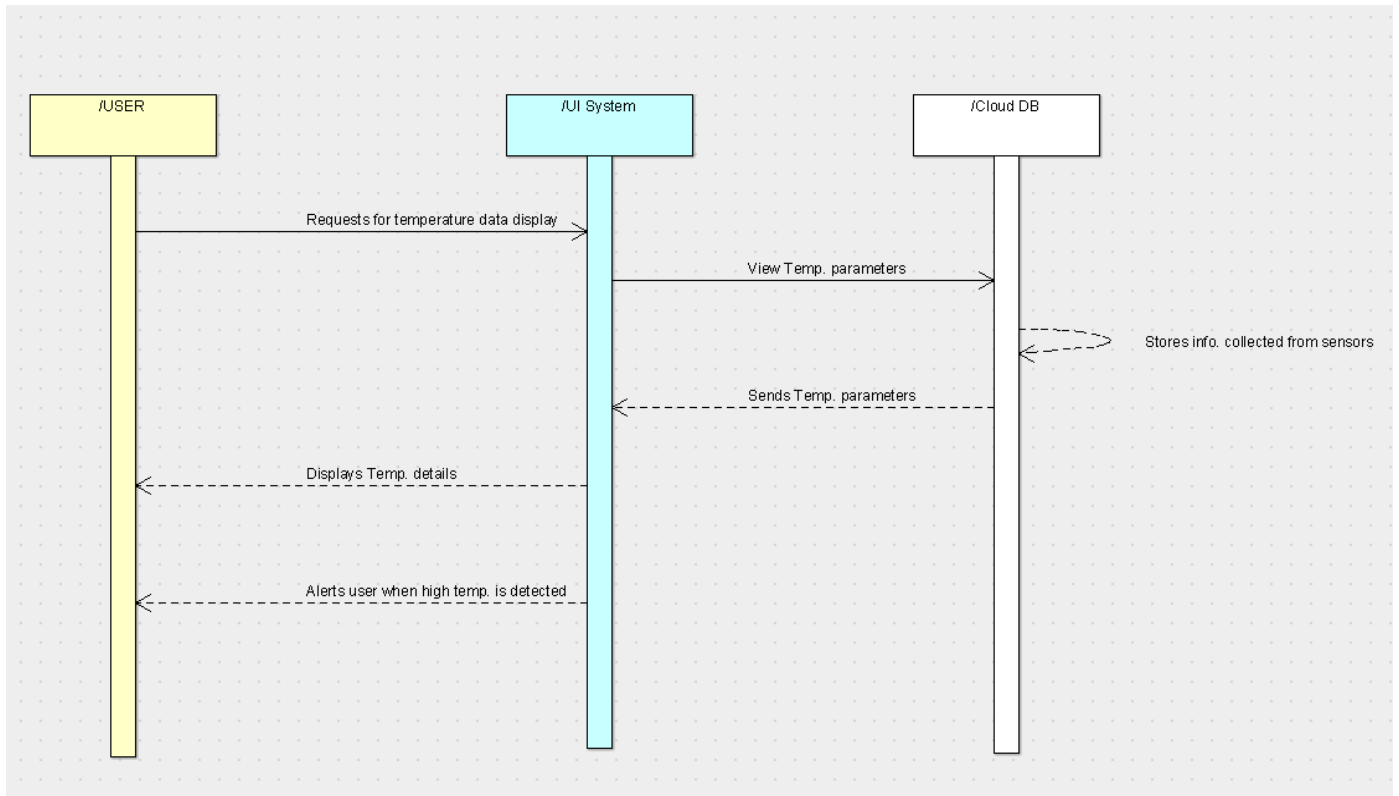 /USER
/UI System
/Cloud DB
Requests for temperature data display
View Temp. parameters
Stores info. collected from sensors
Sends Temp. parameters
Displays Temp. details
Alerts user when high temp. is detected